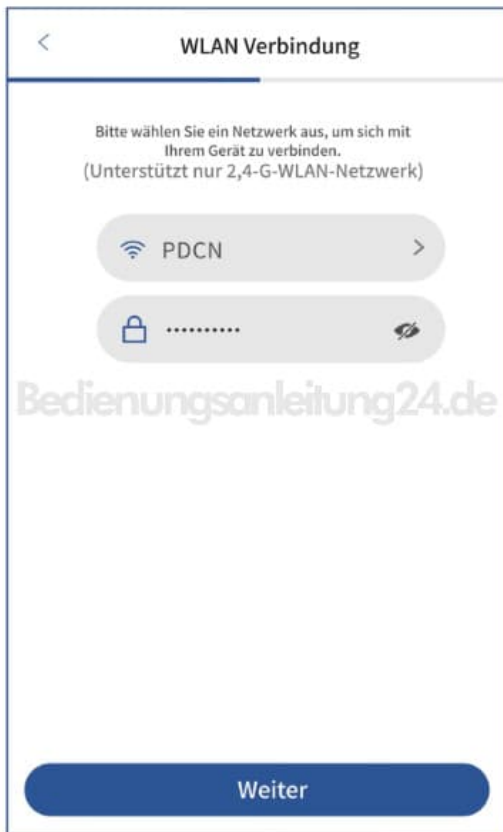 WLAN Verbindung
Bitte wählen Sie ein Netzwerk aus, um sich mit
Ihrem Gerät zu verbinden.
(Unterstützt nur 2,4-G-WLAN-Netzwerk)
PDCN
••••••••••
Bedienungsanleitung24.de
Weiter